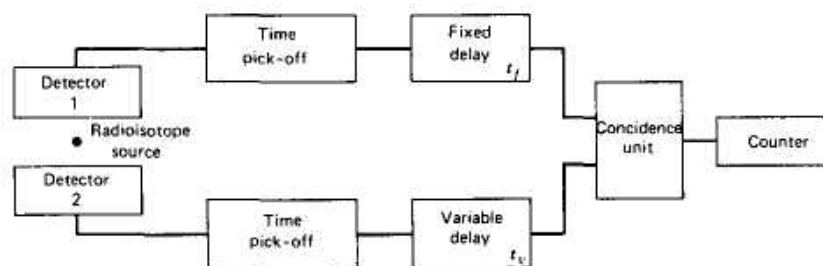 Time
pick-off
Fixed
delay
t_f
Detector
1
Radioisotope
source
Concidence
unit
Counter
Detector
2
Time
pick-off
Variable
delay
t_v